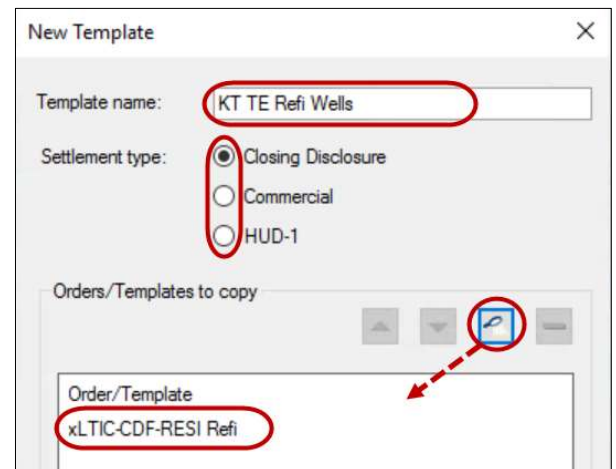 New Template
Template name: KT TE Refi Wells
Settlement type: Closing Disclosure
Commercial
HUD-1
Orders/Templates to copy
Order/Template
xLTIC-CDF-RESI Refi